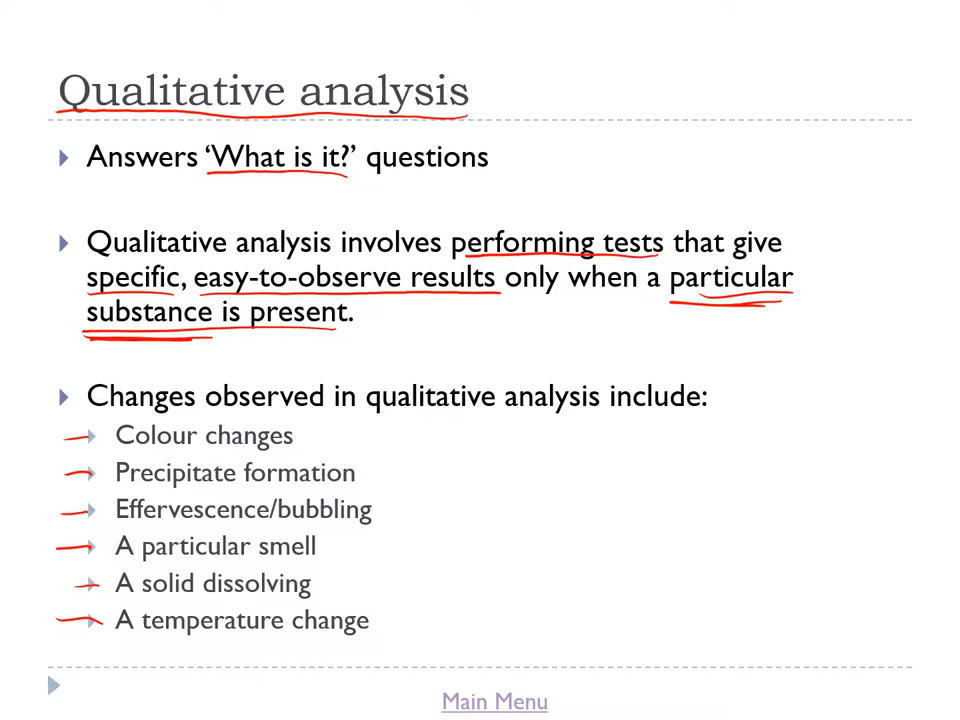 Qualitative analysis
Answers ‘What is it?’ questions
Qualitative analysis involves performing tests that give
specific, easy-to-observe results only when a particular
substance is present.
Changes observed in qualitative analysis include:
Colour changes
Precipitate formation
Effervescence/bubbling
A particular smell
A solid dissolving
A temperature change
Main Menu